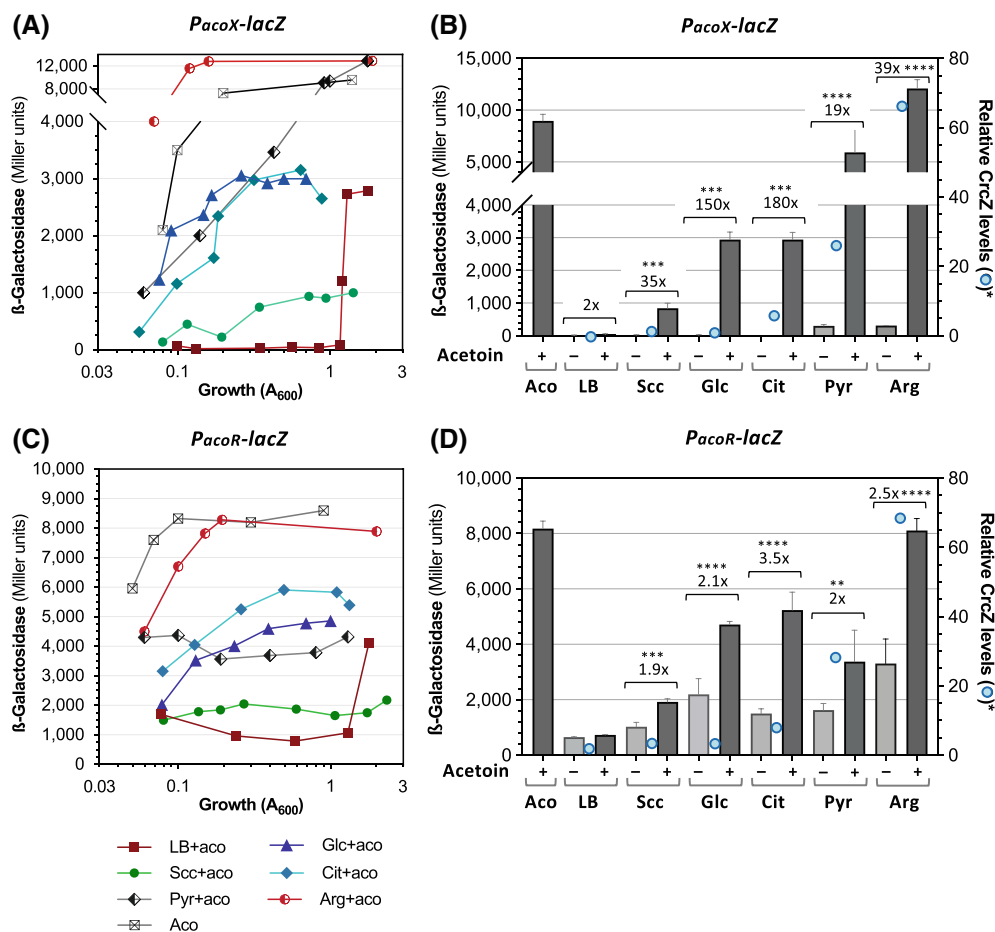 (A) PacoX-lacZ
12,000
8,000
4,000
3,000
2,000
1,000
0
ß-Galactosidase (Miller units)
0.03 0.1 1 3
Growth (A600)
(B) PacoX-lacZ
15,000
10,000
5,000
4,000
3,000
2,000
1,000
0
ß-Galactosidase (Miller units)
2x
***
35x
***
150x
***
180x
****
19x
39x ****
80
60
40
20
0
Relative CrcZ levels ( )*
Acetoin + − + − + − + − + − + − +
Aco LB Scc Glc Cit Pyr Arg
(C) PacoR-lacZ
10,000
9,000
8,000
7,000
6,000
5,000
4,000
3,000
2,000
1,000
0
ß-Galactosidase (Miller units)
0.03 0.1 1 3
Growth (A600)
(D) PacoR-lacZ
10,000
8,000
6,000
4,000
2,000
0
ß-Galactosidase (Miller units)
***
1.9x
****
2.1x
****
3.5x
**
2x
2.5x ****
80
60
40
20
0
Relative CrcZ levels ( )*
Acetoin + − + − + − + − + − + − +
Aco LB Scc Glc Cit Pyr Arg
LB+aco Glc+aco
Scc+aco Cit+aco
Pyr+aco Arg+aco
Aco